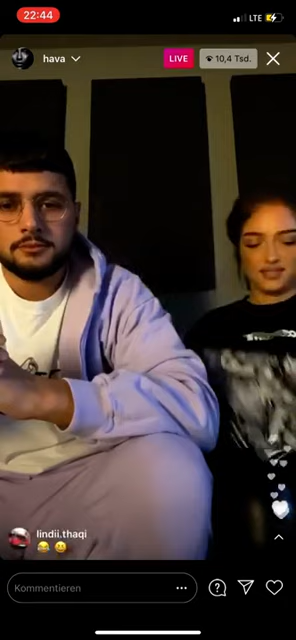 22:44
LTE
hava
LIVE
10,4 Tsd.
lindii.thaqi
😂 😀
Kommentieren